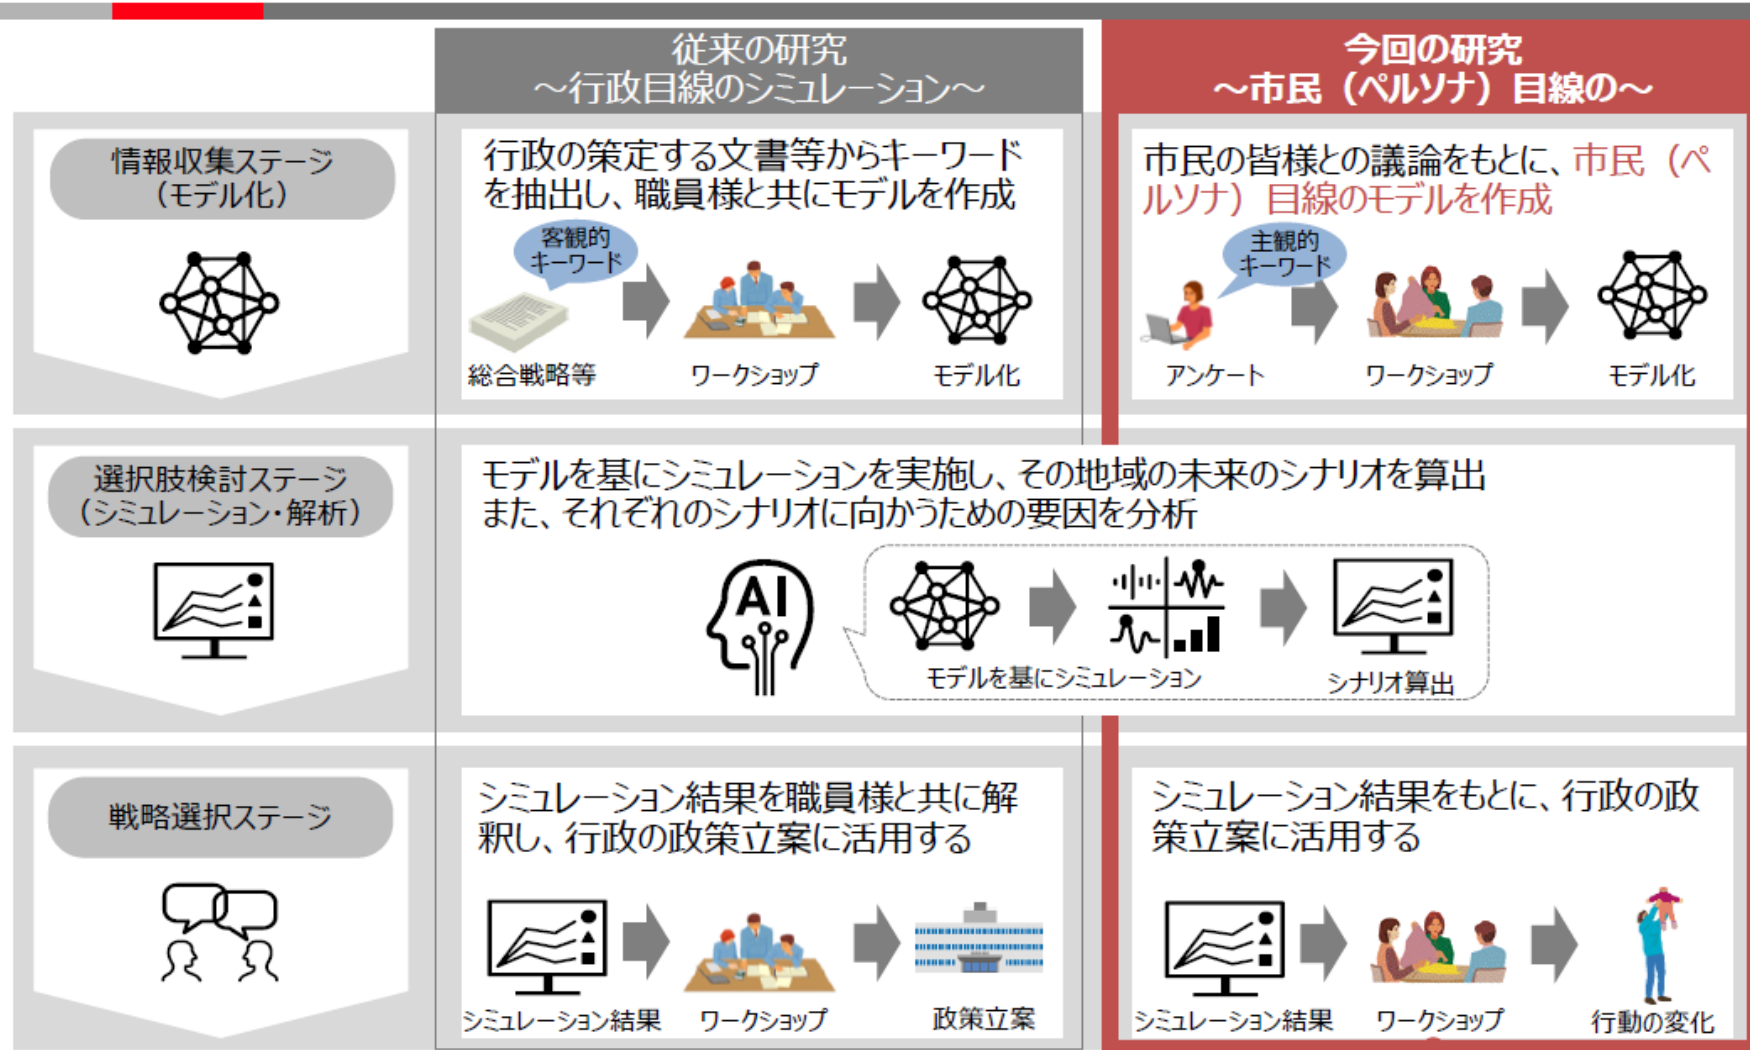 従来の研究
～行政目線のシミュレーション～
今回の研究
～市民（ペルソナ）目線の～
情報収集ステージ
（モデル化）
行政の策定する文書等からキーワード
を抽出し、職員様と共にモデルを作成
客観的
キーワード
総合戦略等
ワークショップ
モデル化
市民の皆様との議論をもとに、市民（ペ
ルソナ）目線のモデルを作成
主観的
キーワード
アンケート
ワークショップ
モデル化
選択肢検討ステージ
（シミュレーション・解析）
モデルを基にシミュレーションを実施し、その地域の未来のシナリオを算出
また、それぞれのシナリオに向かうための要因を分析
AI
モデルを基にシミュレーション
シナリオ算出
戦略選択ステージ
シミュレーション結果を職員様と共に解
釈し、行政の政策立案に活用する
シミュレーション結果
ワークショップ
政策立案
シミュレーション結果をもとに、行政の政
策立案に活用する
シミュレーション結果
ワークショップ
行動の変化